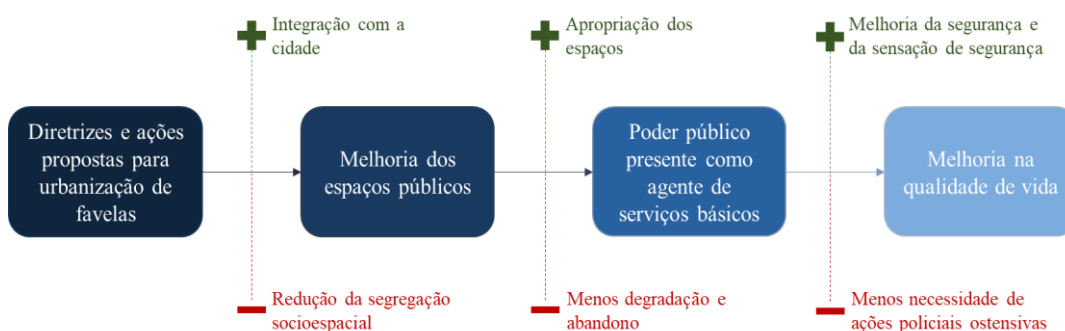 Integração com a
cidade
Apropriação dos
espaços
Melhoria da segurança e
da sensação de segurança
Diretrizes e ações
propostas para
urbanização de
favelas
Melhoria dos
espaços públicos
Poder público
presente como
agente de
serviços básicos
Melhoria na
qualidade de vida
Redução da segregação
socioespacial
Menos degradação e
abandono
Menos necessidade de
ações policiais ostensivas